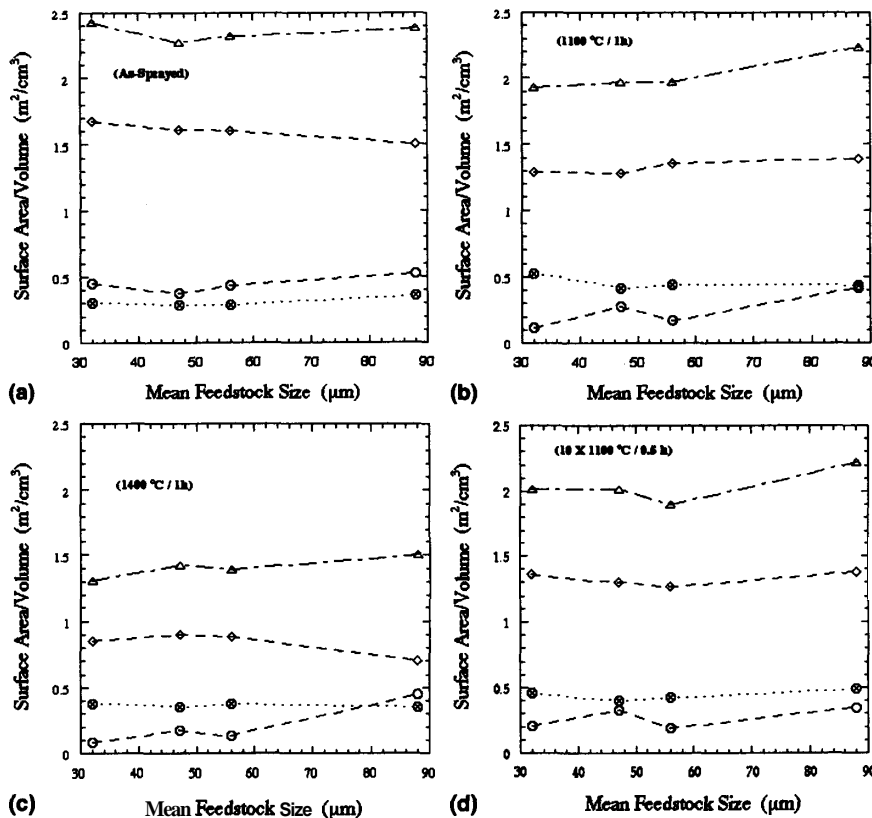 2.5
2
1.5
1
0.5
0
Surface Area/Volume (m²/cm³)
(As-Sprayed)
30 40 50 60 70 80 90
Mean Feedstock Size (μm)
(a)
2.5
2
1.5
1
0.5
0
Surface Area/Volume (m²/cm³)
(1100 °C / 1h)
30 40 50 60 70 80 90
Mean Feedstock Size (μm)
(b)
2.5
2
1.5
1
0.5
0
Surface Area/Volume (m²/cm³)
(1400 °C / 1h)
30 40 50 60 70 80 90
Mean Feedstock Size (μm)
(c)
2.5
2
1.5
1
0.5
0
Surface Area/Volume (m²/cm³)
(10 X 1100 °C / 0.5 h)
30 40 50 60 70 80 90
Mean Feedstock Size (μm)
(d)